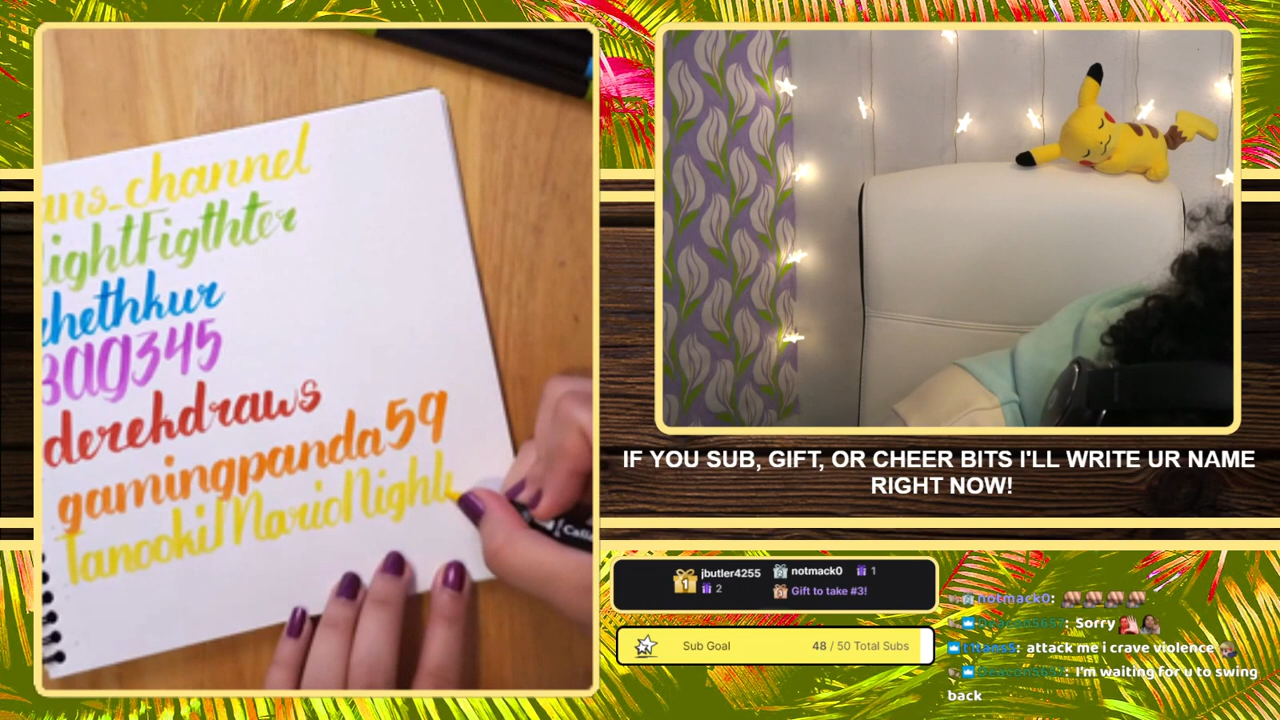 ans_channel
ightFigthter
hethkur
3ag345
derekdraws
gamingpanda59
TanookiMarioNight
IF YOU SUB, GIFT, OR CHEER BITS I'LL WRITE UR NAME
RIGHT NOW!
1 jbutler4255 2
notmack0 1
Gift to take #3!
Sub Goal 48 / 50 Total Subs
notmack0:
Sorry
titans5: attack me i crave violence
I'm waiting for u to swing
back